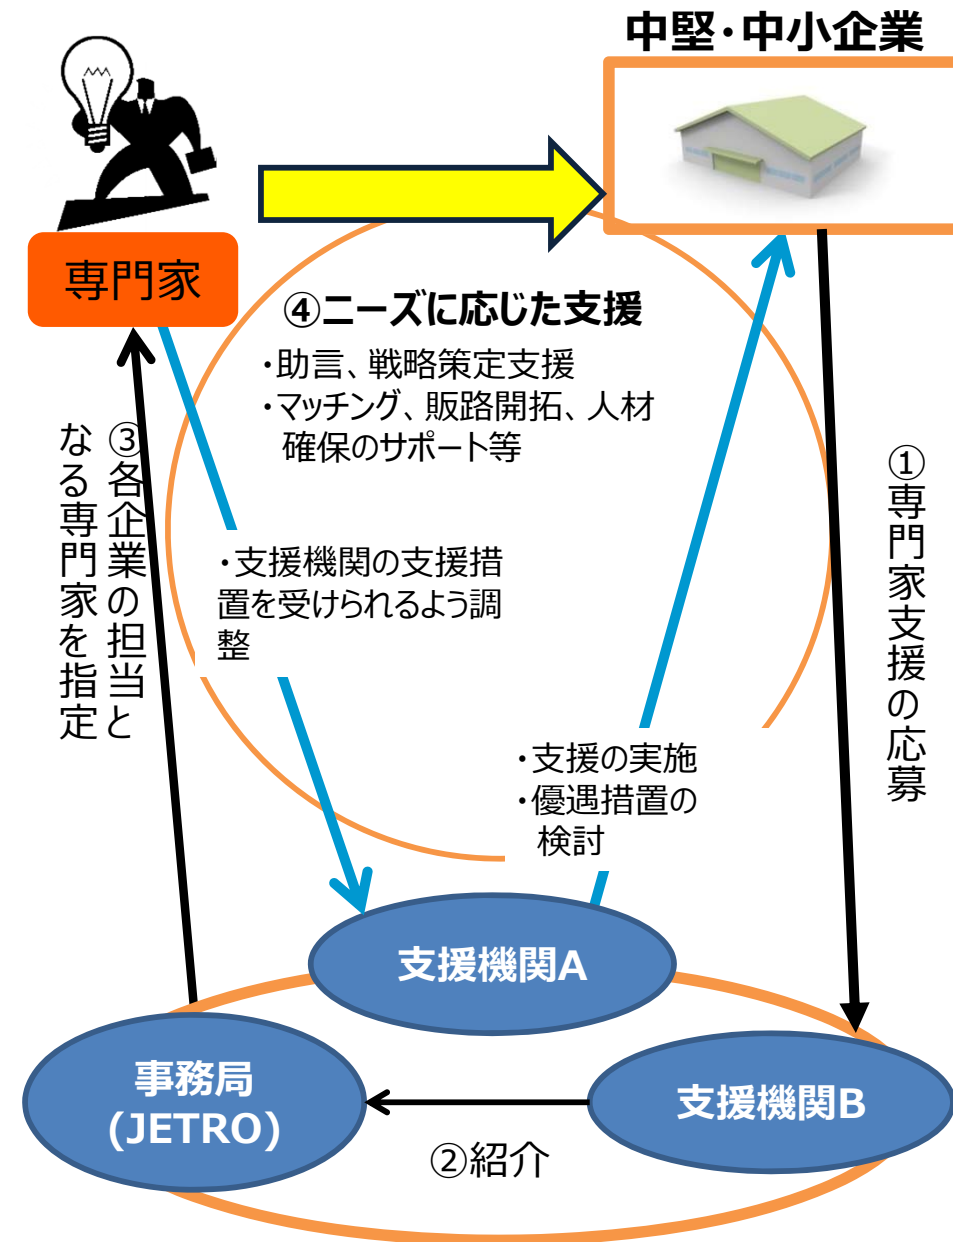 中堅・中小企業
専門家
④ニーズに応じた支援
・助言、戦略策定支援
・マッチング、販路開拓、人材
確保のサポート等
③各企業の担当と
なる専門家を指定
①専門家支援の応募
・支援機関の支援措
置を受けられるよう調
整
・支援の実施
・優遇措置の
検討
支援機関A
事務局
(JETRO)
支援機関B
②紹介